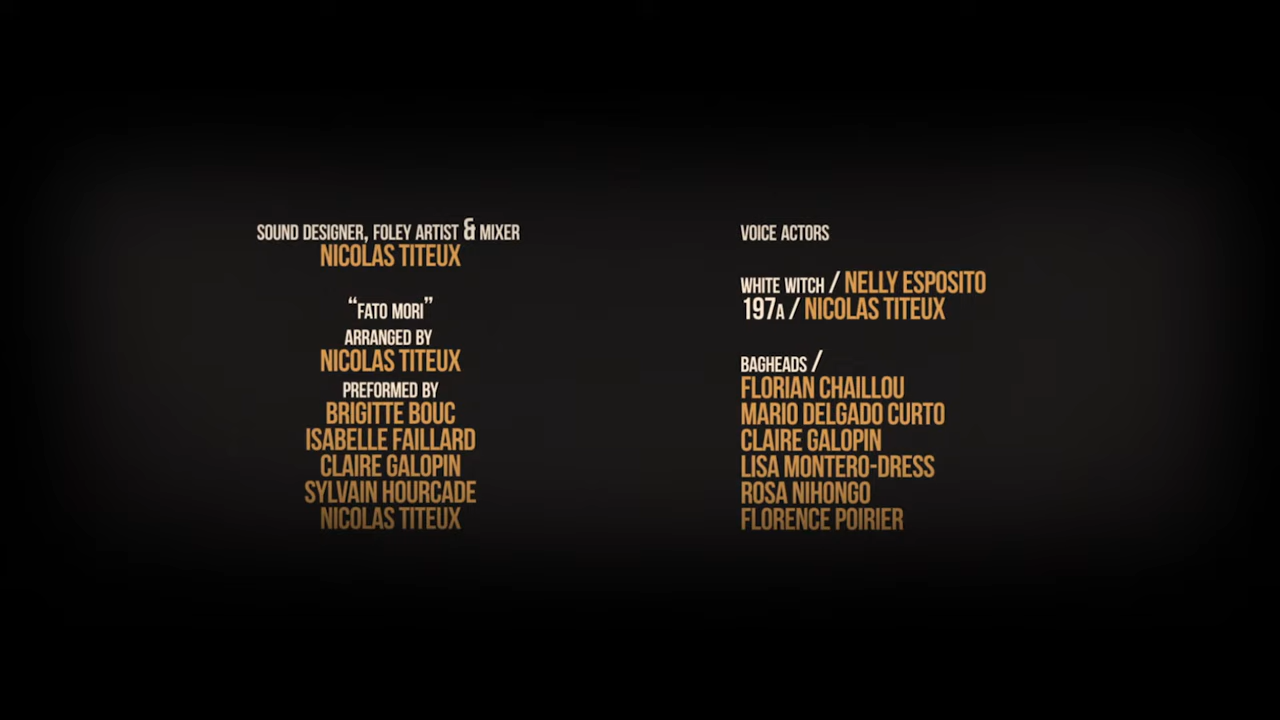 SOUND DESIGNER, FOLEY ARTIST & MIXER
NICOLAS TITEUX
“FATO MORI”
ARRANGED BY
NICOLAS TITEUX
PREFORMED BY
BRIGITTE BOUC
ISABELLE FAILLARD
CLAIRE GALOPIN
SYLVAIN HOURCADE
NICOLAS TITEUX
VOICE ACTORS
WHITE WITCH / NELLY ESPOSITO
197A / NICOLAS TITEUX
BAGHEADS /
FLORIAN CHAILLOU
MARIO DELGADO CURTO
CLAIRE GALOPIN
LISA MONTERO-DRESS
ROSA NIHONGO
FLORENCE POIRIER